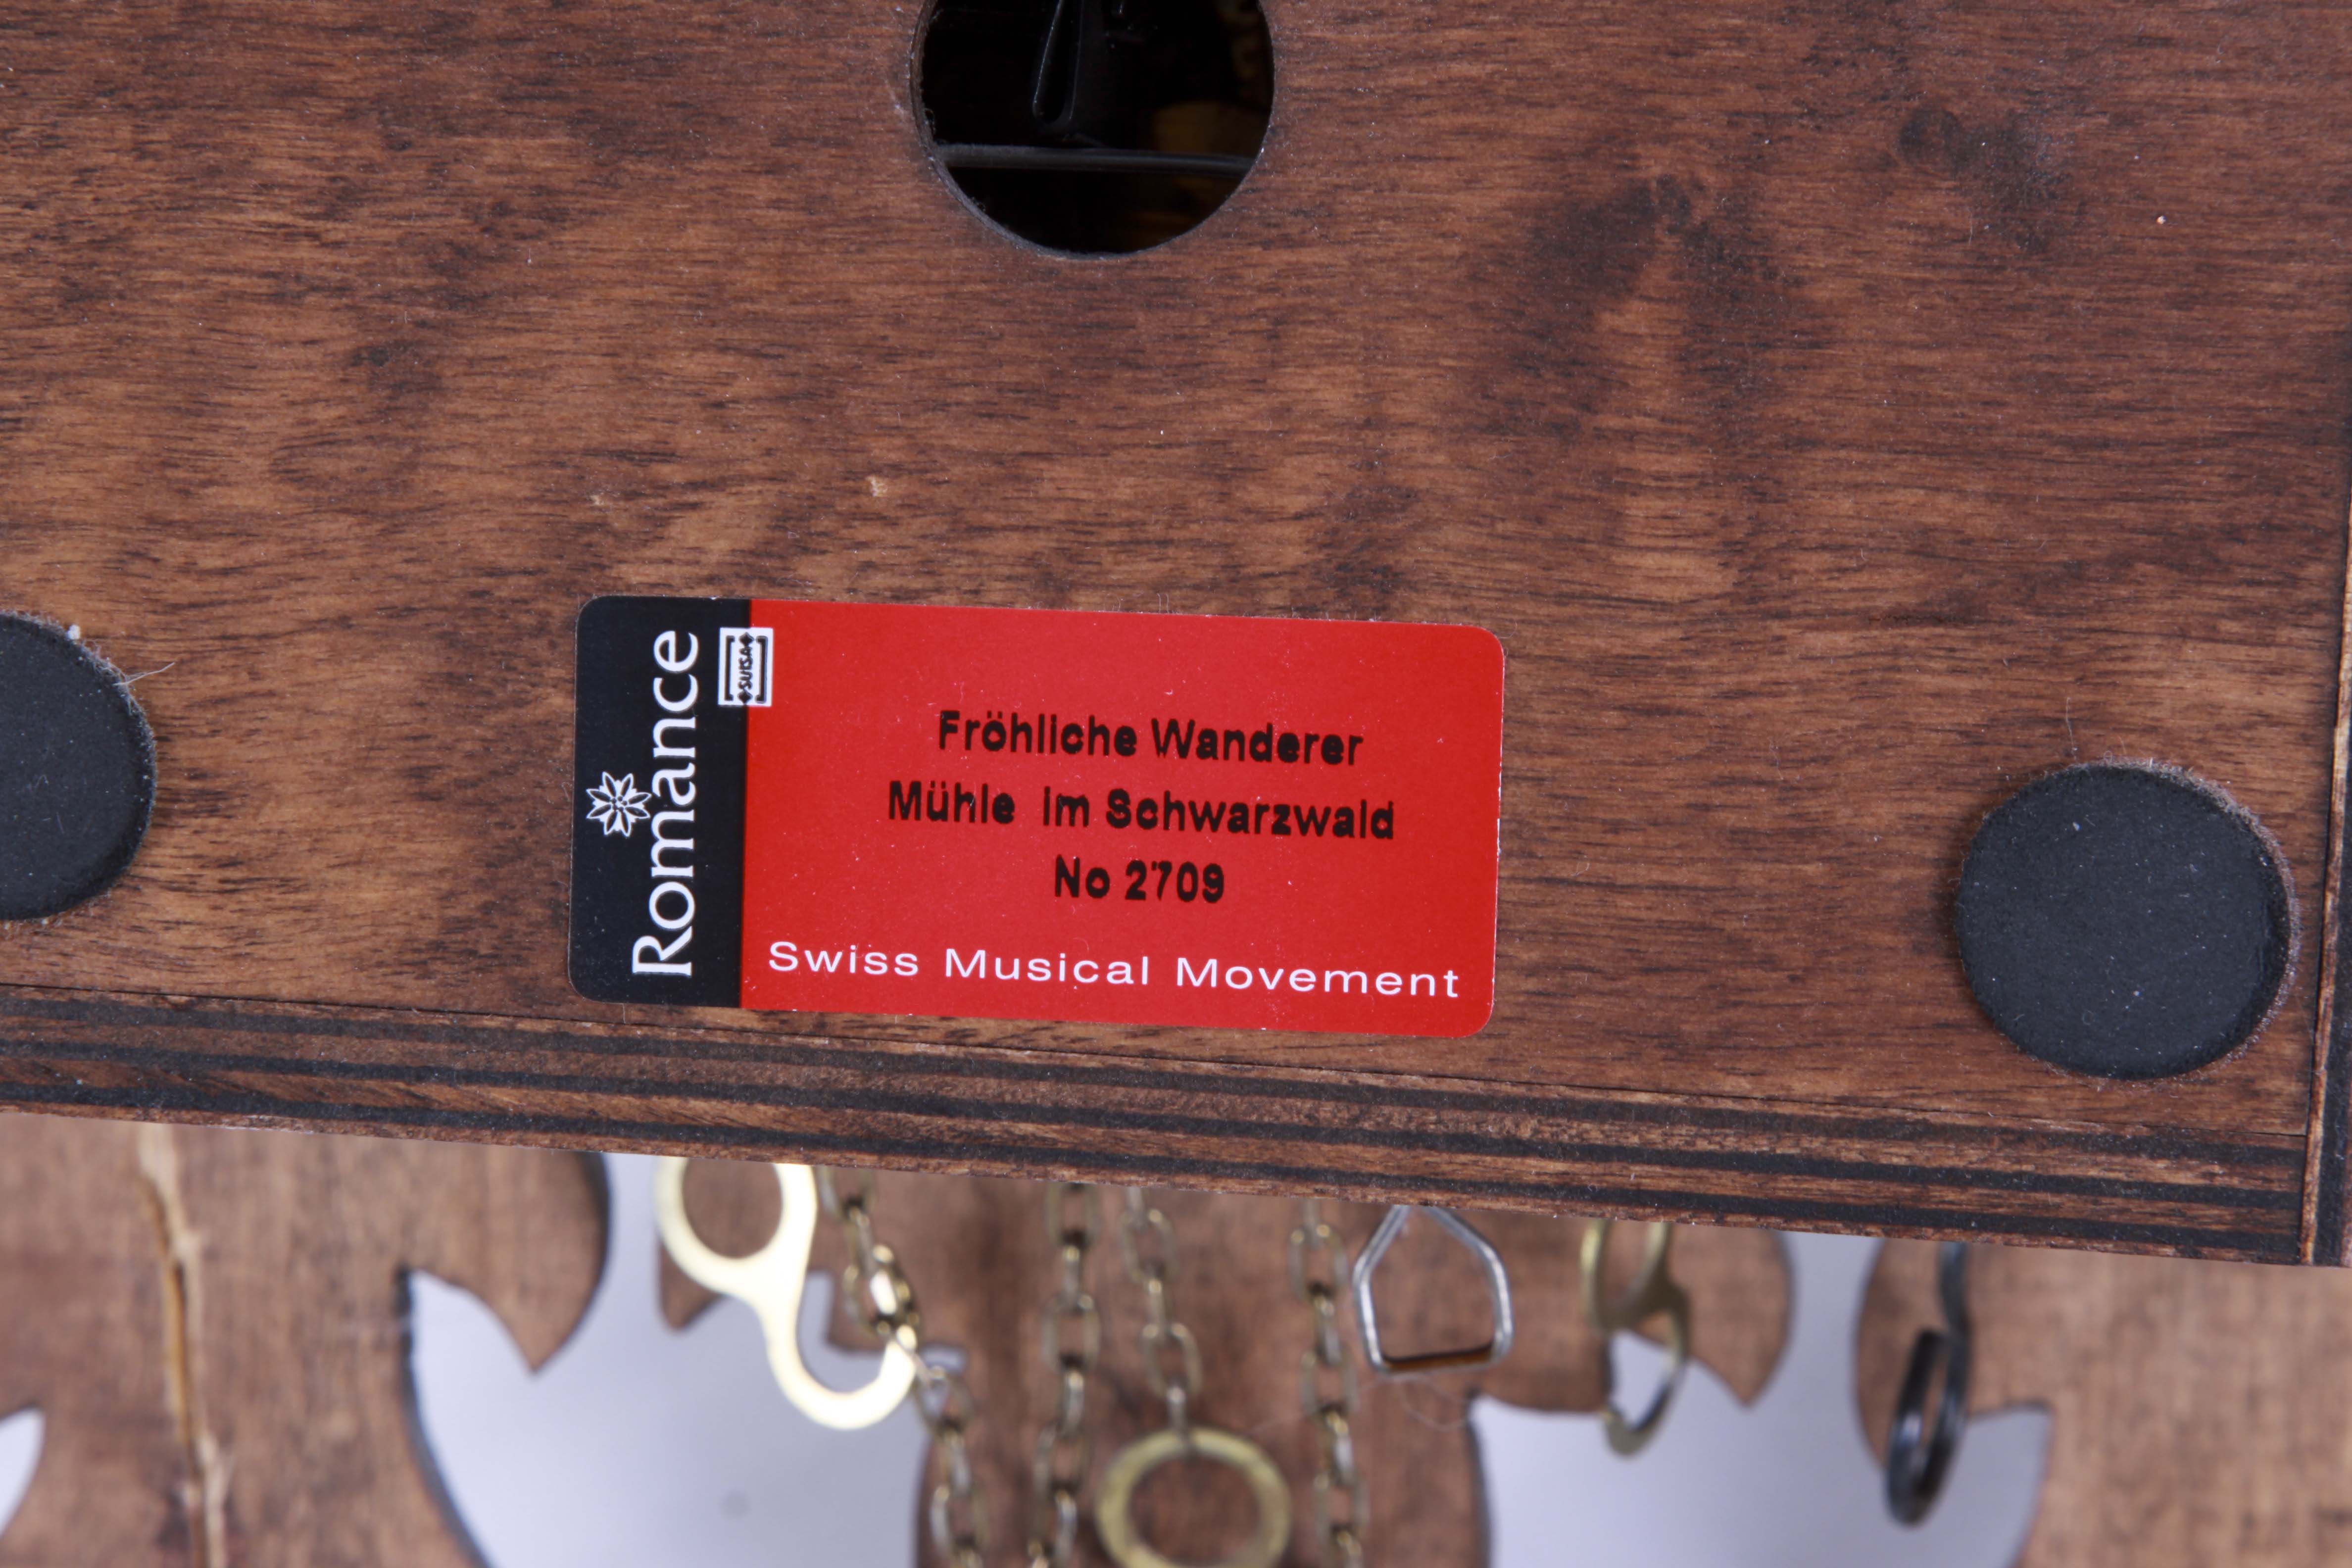 Romance
SUISA
Fröhliche Wanderer
Mühle im Schwarzwald
No 2709
Swiss Musical Movement